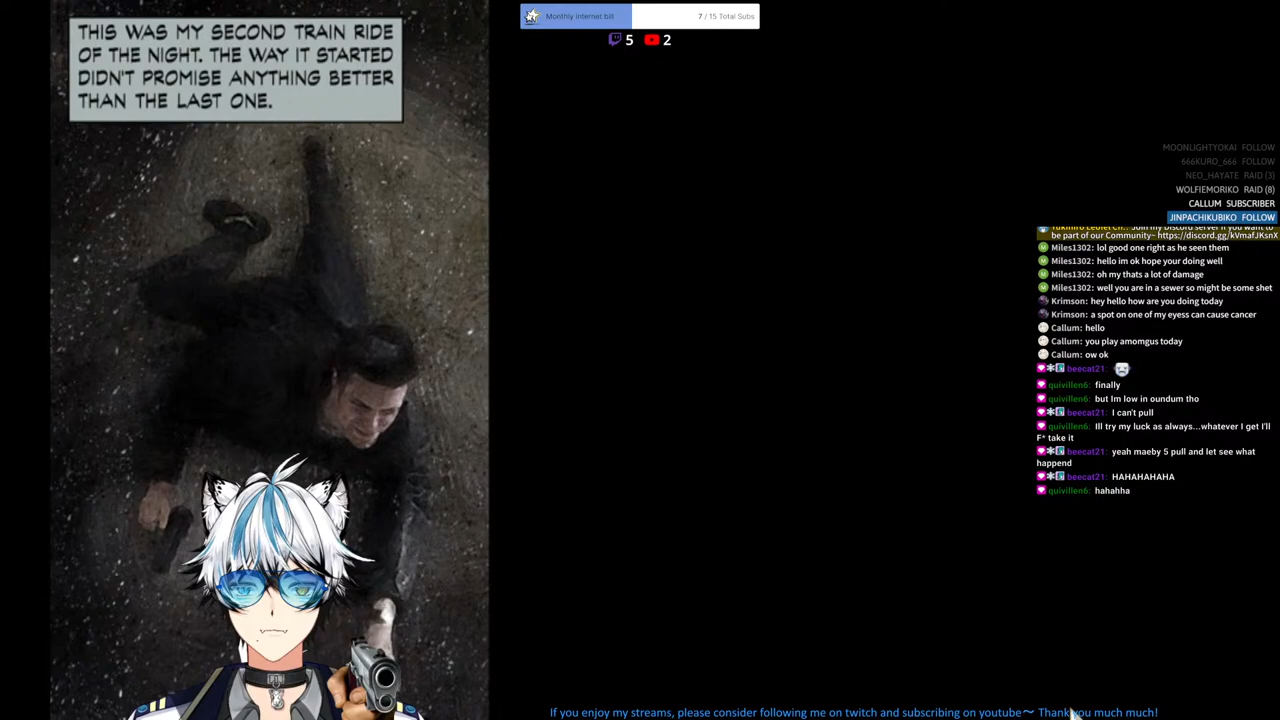 THIS WAS MY SECOND TRAIN RIDE
OF THE NIGHT. THE WAY IT STARTED
DIDN'T PROMISE ANYTHING BETTER
THAN THE LAST ONE.
Monthly internet bill
7 / 15 Total Subs
5
2
MOONLIGHTYOKAI FOLLOW
666KURO_666 FOLLOW
NEO_HAYATE RAID (3)
WOLFIEMORIKO RAID (8)
CALLUM SUBSCRIBER
JINPACHIKUBIKO FOLLOW
Join my Discord server if you want to
be part of our Community~ https://discord.gg/kVmafJKsnX
Miles1302: lol good one right as he seen them
Miles1302: hello im ok hope your doing well
Miles1302: oh my thats a lot of damage
Miles1302: well you are in a sewer so might be some shet
Krimson: hey hello how are you doing today
Krimson: a spot on one of my eyess can cause cancer
Callum: hello
Callum: you play amomgus today
Callum: ow ok
beecat21:
quivillen6: finally
quivillen6: but Im low in oundum tho
beecat21: I can't pull
quivillen6: Ill try my luck as always...whatever I get I'll
F* take it
beecat21: yeah maeby 5 pull and let see what
happend
beecat21: HAHAHAHAHA
quivillen6: hahahha
If you enjoy my streams, please consider following me on twitch and subscribing on youtube～ Thank you much much!